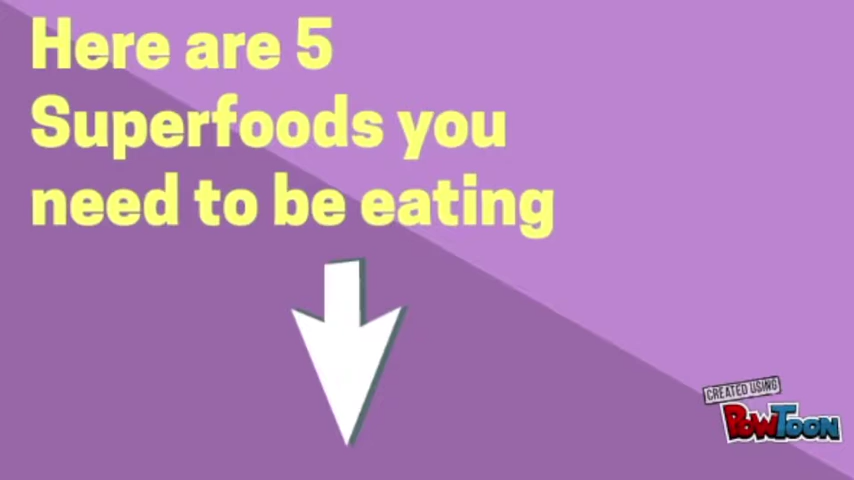 Here are 5
Superfoods you
need to be eating
CREATED USING
POWTOON